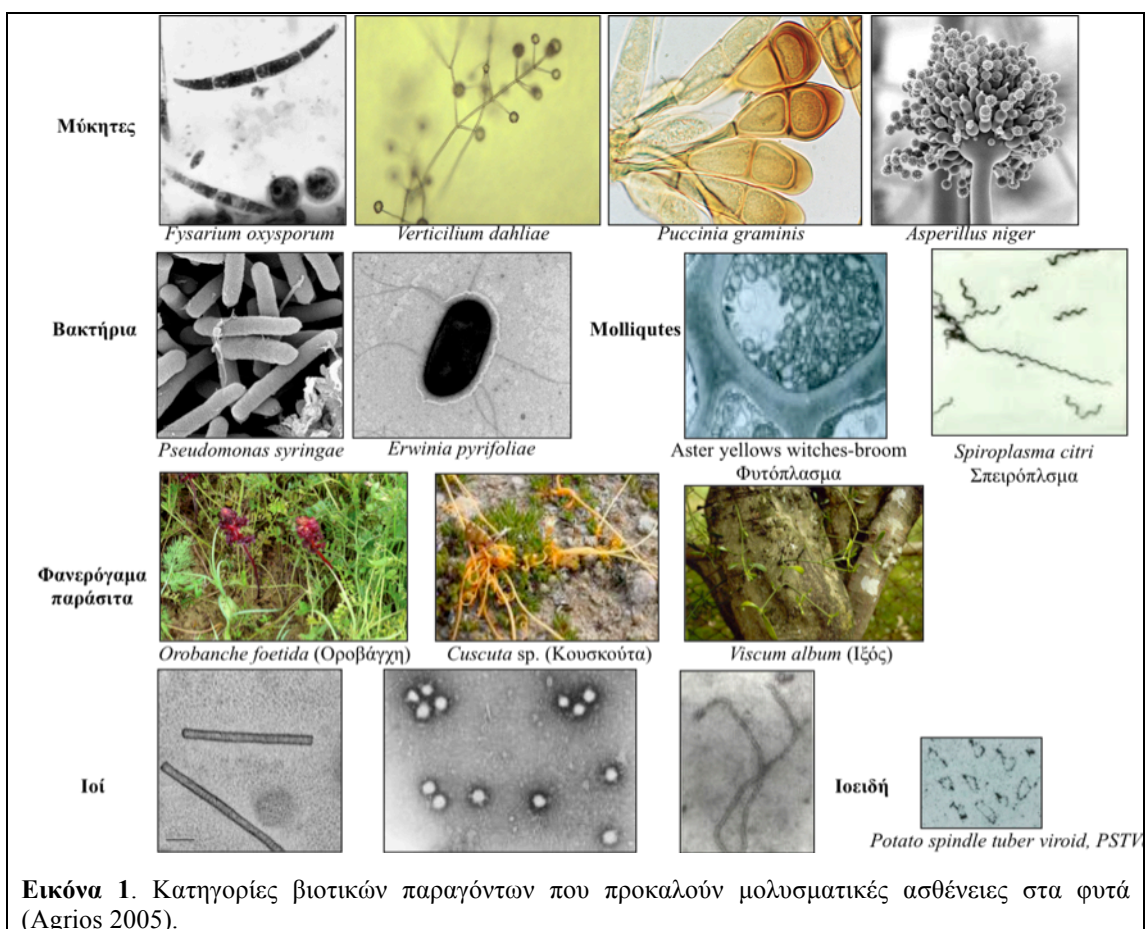 Μύκητες
Fysarium oxysporum
Verticilium dahliae
Puccinia graminis
Asperillus niger
Βακτήρια
Molliqutes
Pseudomonas syringae
Erwinia pyrifoliae
Aster yellows witches-broom
Φυτόπλασμα
Spiroplasma citri
Σπειρόπλσμα
Φανερόγαμα
παράσιτα
Orobanche foetida (Οροβάγχη)
Cuscuta sp. (Κουσκούτα)
Viscum album (Ιξός)
Ιοί
Ιοειδή
Potato spindle tuber viroid, PSTV
Εικόνα 1. Κατηγορίες βιοτικών παραγόντων που προκαλούν μολυσματικές ασθένειες στα φυτά
(Agrios 2005).